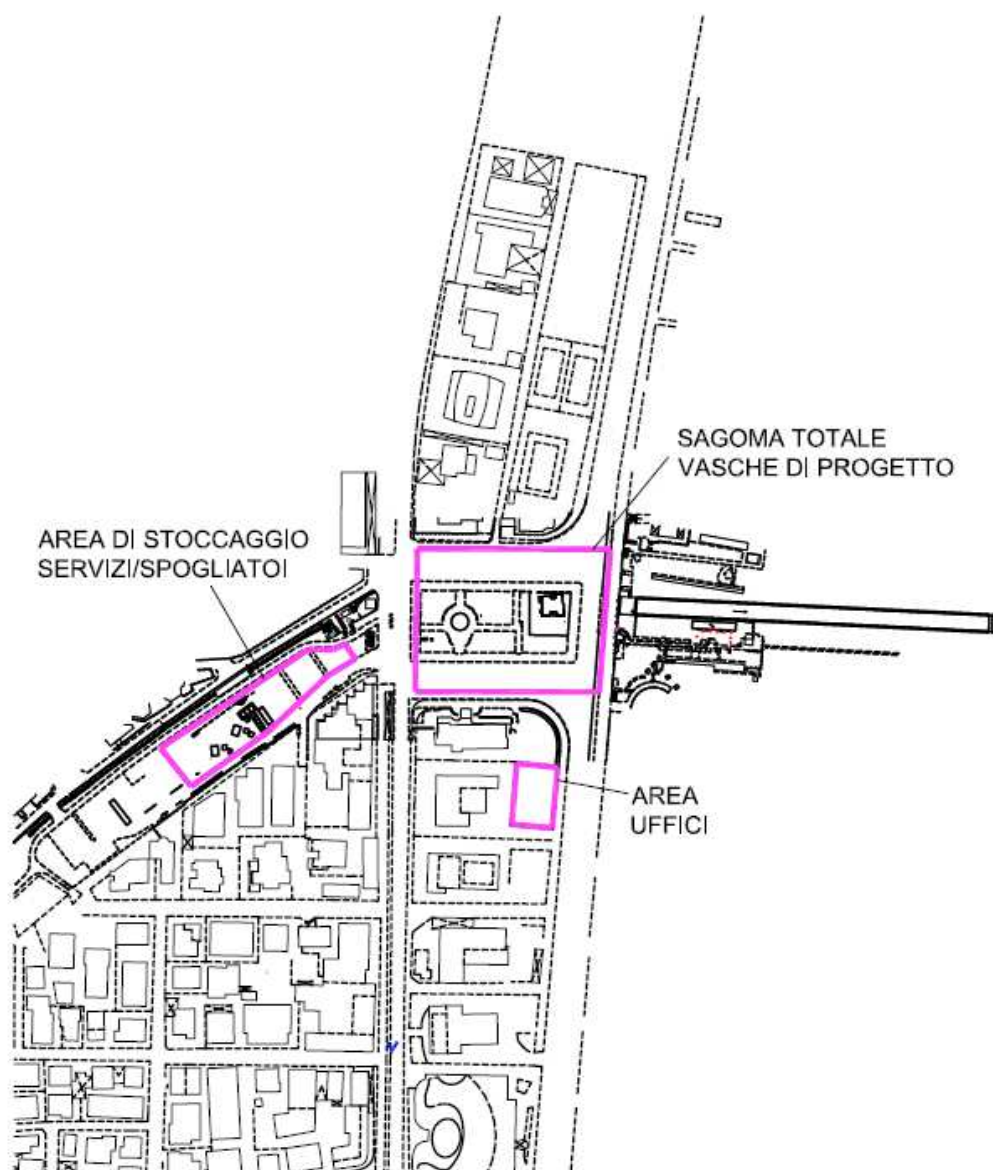 SAGOMA TOTALE
VASCHE DI PROGETTO
AREA DI STOCCAGGIO
SERVIZI/SPOGLIATOI
AREA
UFFICI